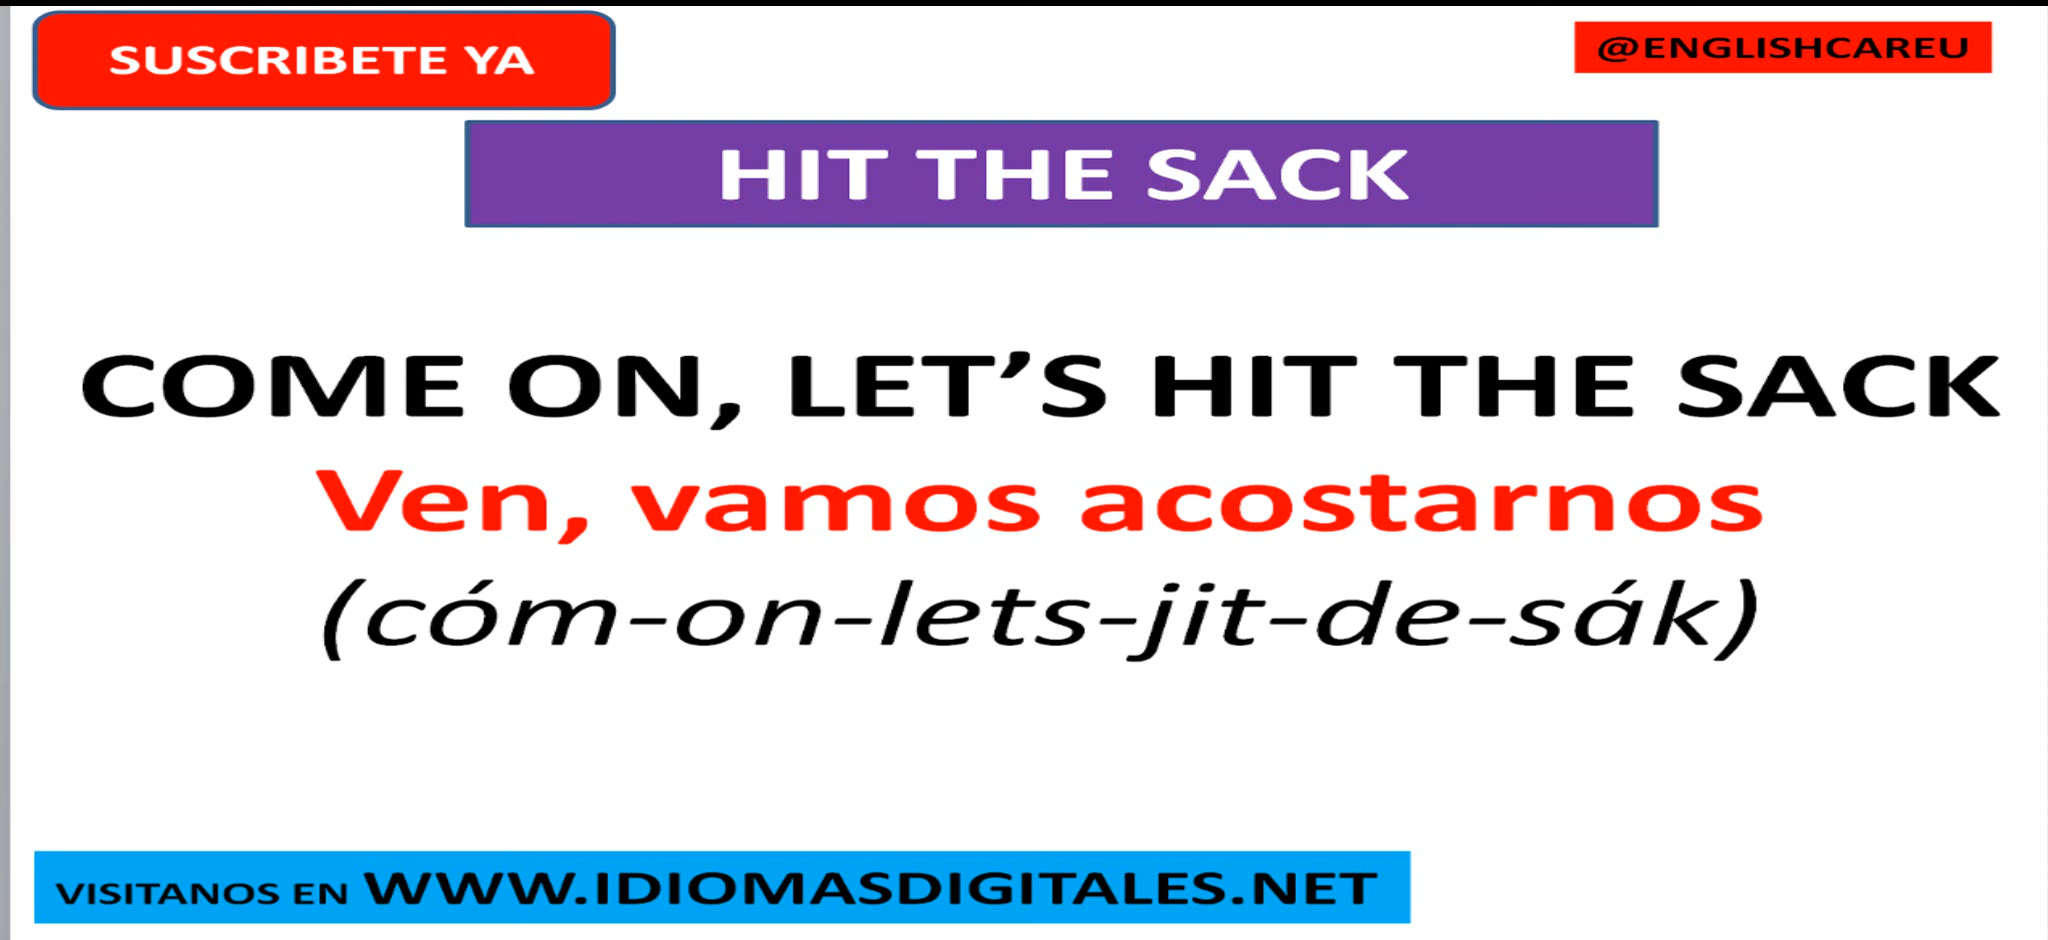 SUSCRIBETE YA
@ENGLISHCAREU
HIT THE SACK
COME ON, LET’S HIT THE SACK
Ven, vamos acostarnos
(cóm-on-lets-jit-de-sák)
VISITANOS EN WWW.IDIOMASDIGITALES.NET